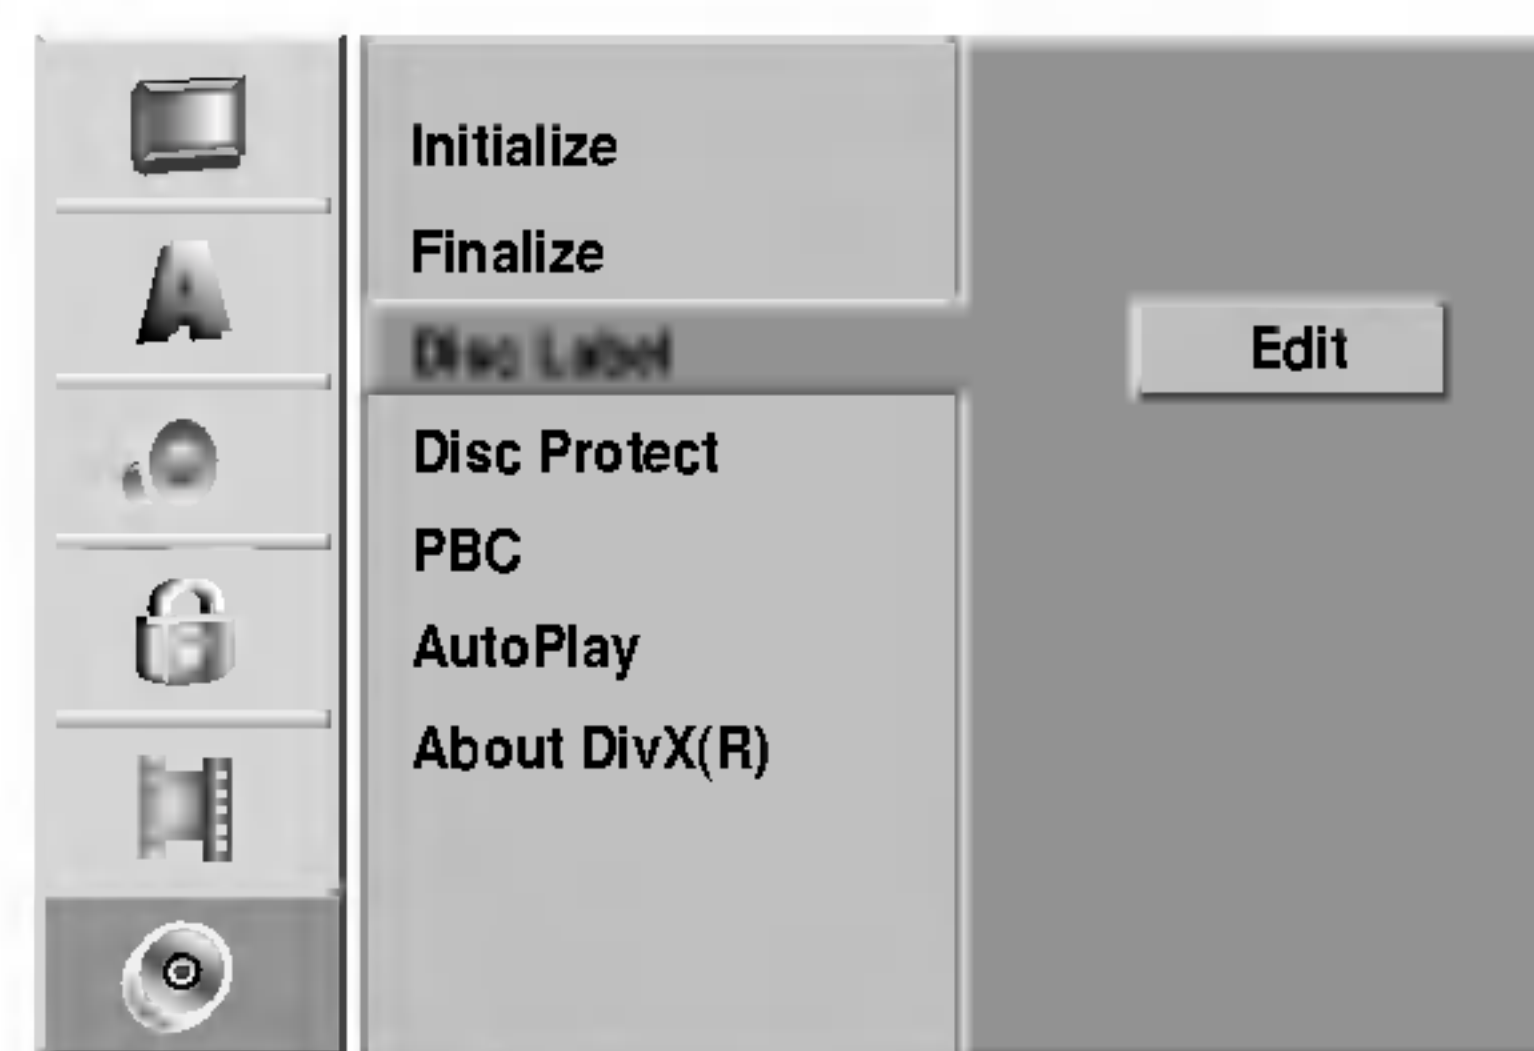 Initialize
Finalize
Disc Label
Edit
Disc Protect
PBC
AutoPlay
About DivX(R)